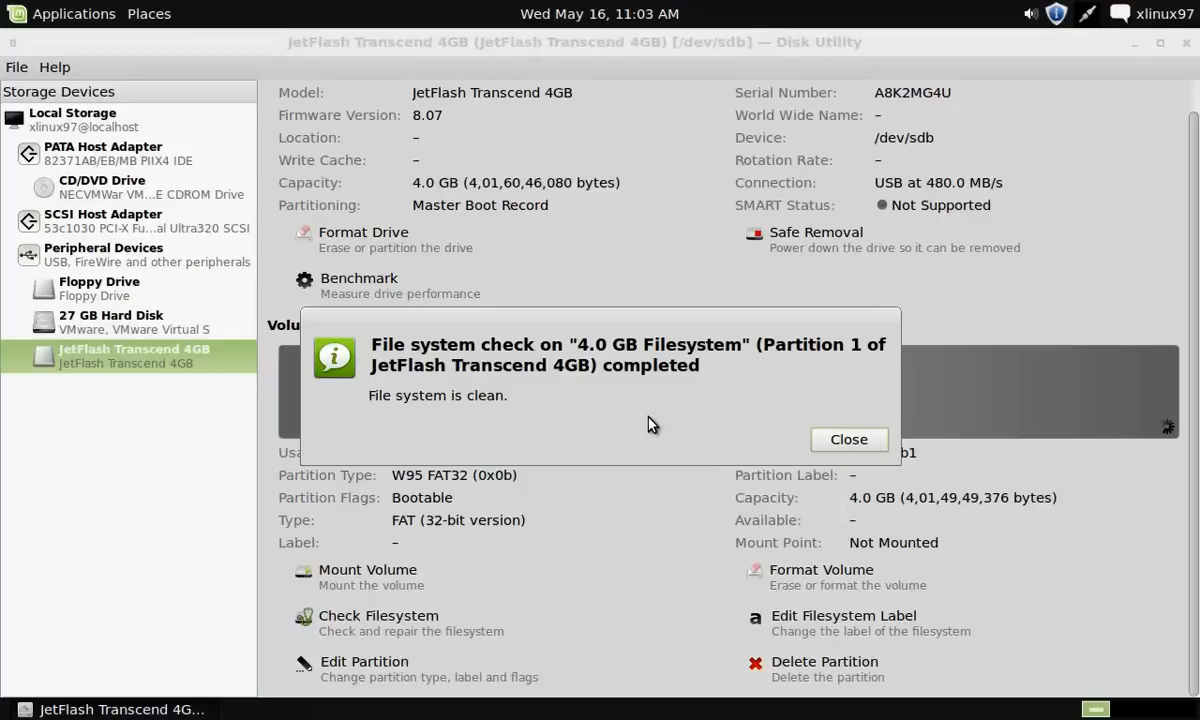 Applications Places Wed May 16, 11:03 AM xlinux97
JetFlash Transcend 4GB (JetFlash Transcend 4GB) [/dev/sdb] — Disk Utility
File Help
Storage Devices
Local Storage
xlinux97@localhost
PATA Host Adapter
82371AB/EB/MB PIIX4 IDE
CD/DVD Drive
NECVMWar VM...E CDROM Drive
SCSI Host Adapter
53c1030 PCI-X Fu...al Ultra320 SCSI
Peripheral Devices
USB, FireWire and other peripherals
Floppy Drive
Floppy Drive
27 GB Hard Disk
VMware, VMware Virtual S
JetFlash Transcend 4GB
JetFlash Transcend 4GB
Model: JetFlash Transcend 4GB Serial Number: A8K2MG4U
Firmware Version: 8.07 World Wide Name: –
Location: – Device: /dev/sdb
Write Cache: – Rotation Rate: –
Capacity: 4.0 GB (4,01,60,46,080 bytes) Connection: USB at 480.0 MB/s
Partitioning: Master Boot Record SMART Status: Not Supported
Format Drive Safe Removal
Erase or partition the drive Power down the drive so it can be removed
Benchmark
Measure drive performance
Volu
File system check on "4.0 GB Filesystem" (Partition 1 of
JetFlash Transcend 4GB) completed
File system is clean.
Close
Usa b1
Partition Type: W95 FAT32 (0x0b) Partition Label: –
Partition Flags: Bootable Capacity: 4.0 GB (4,01,49,49,376 bytes)
Type: FAT (32-bit version) Available: –
Label: – Mount Point: Not Mounted
Mount Volume Format Volume
Mount the volume Erase or format the volume
Check Filesystem Edit Filesystem Label
Check and repair the filesystem Change the label of the filesystem
Edit Partition Delete Partition
Change partition type, label and flags Delete the partition
JetFlash Transcend 4G...